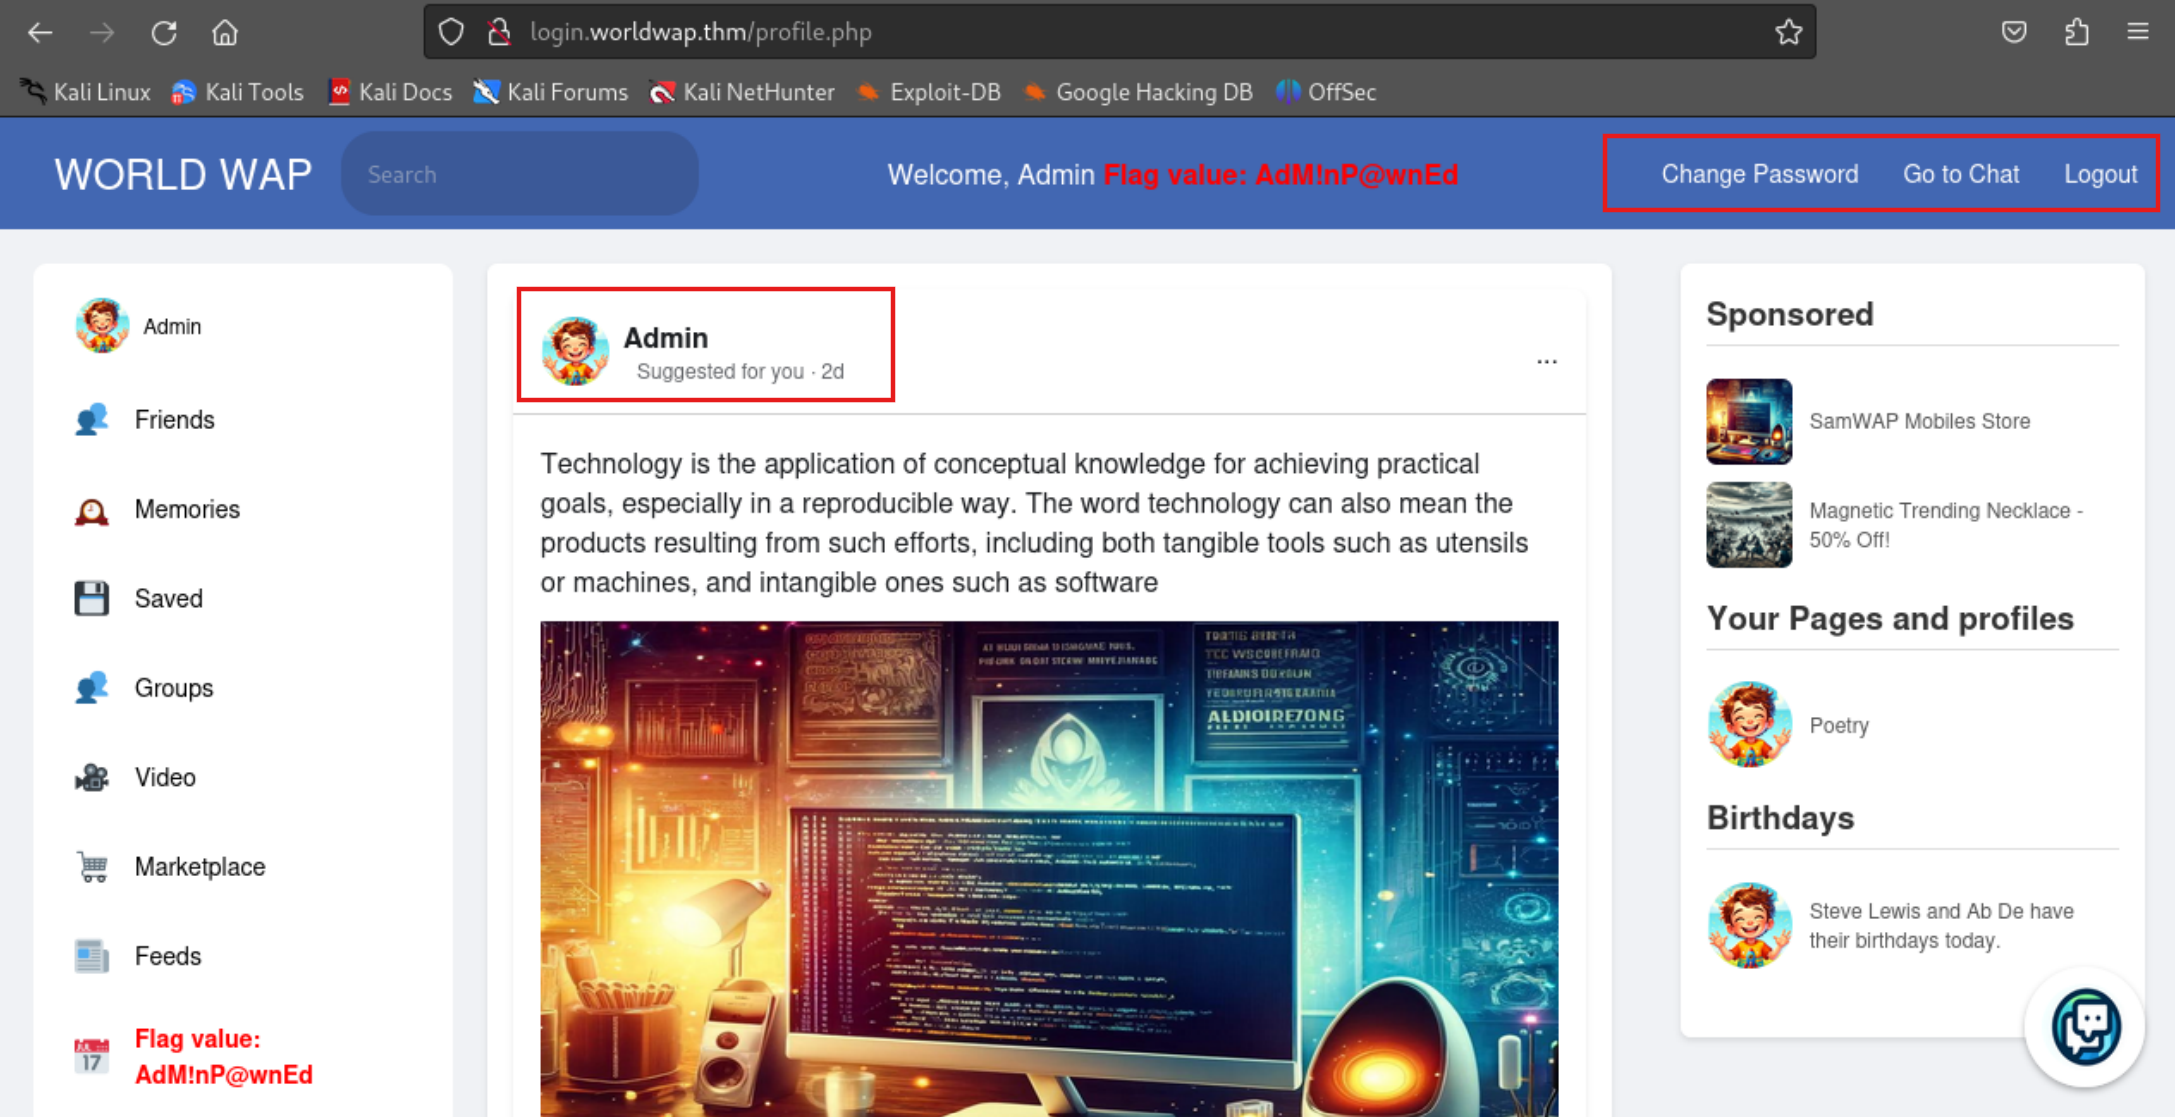 login.worldwap.thm/profile.php
Kali Linux Kali Tools Kali Docs Kali Forums Kali NetHunter Exploit-DB Google Hacking DB OffSec
WORLD WAP
Search
Welcome, Admin Flag value: AdM!nP@wnEd
Change Password Go to Chat Logout
Admin
Friends
Memories
Saved
Groups
Video
Marketplace
Feeds
JUL 17
Flag value:
AdM!nP@wnEd
Admin
Suggested for you · 2d
...
Technology is the application of conceptual knowledge for achieving practical
goals, especially in a reproducible way. The word technology can also mean the
products resulting from such efforts, including both tangible tools such as utensils
or machines, and intangible ones such as software
Sponsored
SamWAP Mobiles Store
Magnetic Trending Necklace -
50% Off!
Your Pages and profiles
Poetry
Birthdays
Steve Lewis and Ab De have
their birthdays today.